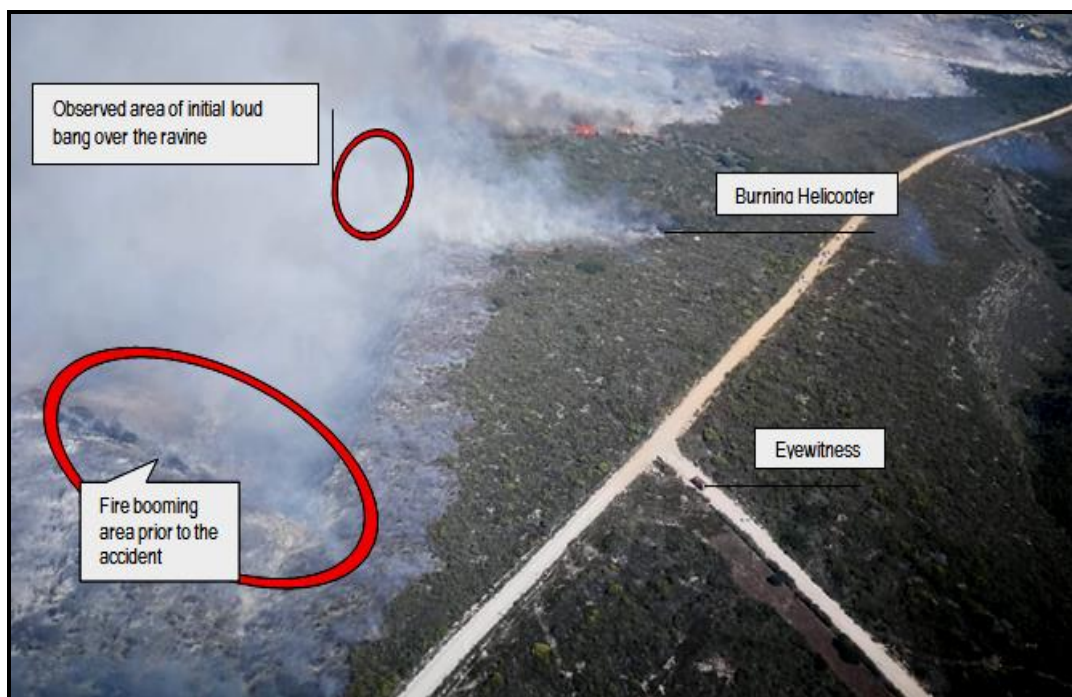 Observed area of initial loud
bang over the ravine
Burning Helicopter
Eyewitness
Fire booming
area prior to the
accident